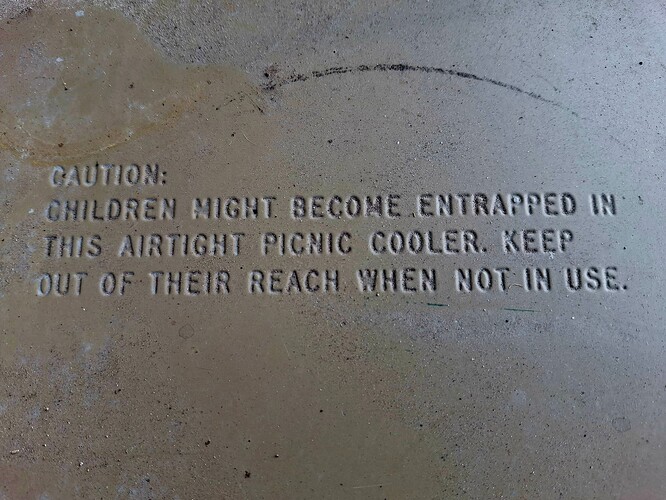 CAUTION:
CHILDREN MIGHT BECOME ENTRAPPED IN
THIS AIRTIGHT PICNIC COOLER. KEEP
OUT OF THEIR REACH WHEN NOT IN USE.